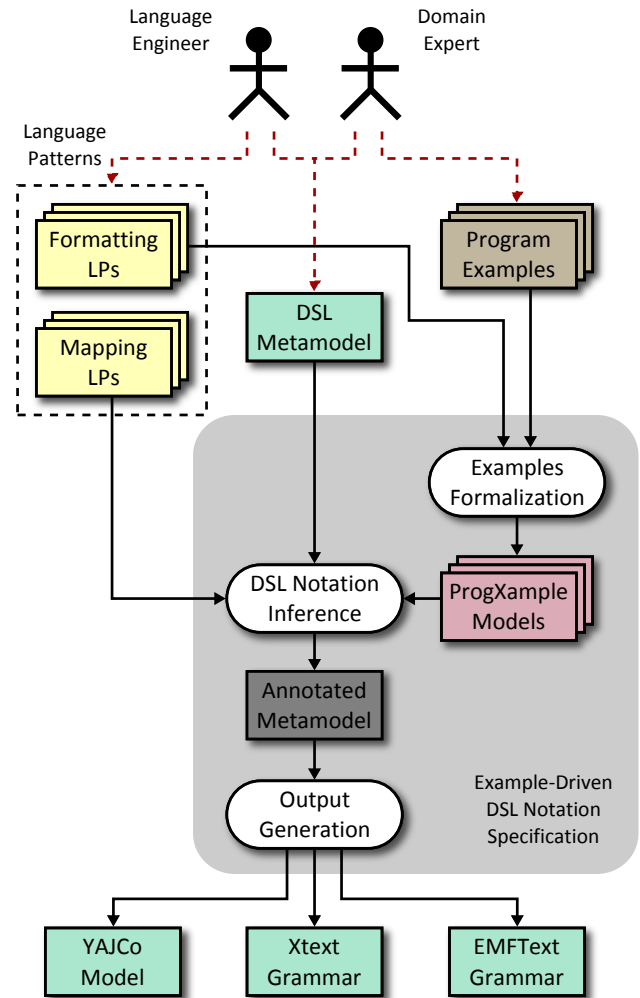 Language
Engineer
Domain
Expert
Language
Patterns
Formatting
LPs
Program
Examples
DSL
Metamodel
Mapping
LPs
Examples
Formalization
DSL Notation
Inference
ProgXample
Models
Annotated
Metamodel
Output
Generation
Example-Driven
DSL Notation
Specification
YAJCo
Model
Xtext
Grammar
EMFText
Grammar